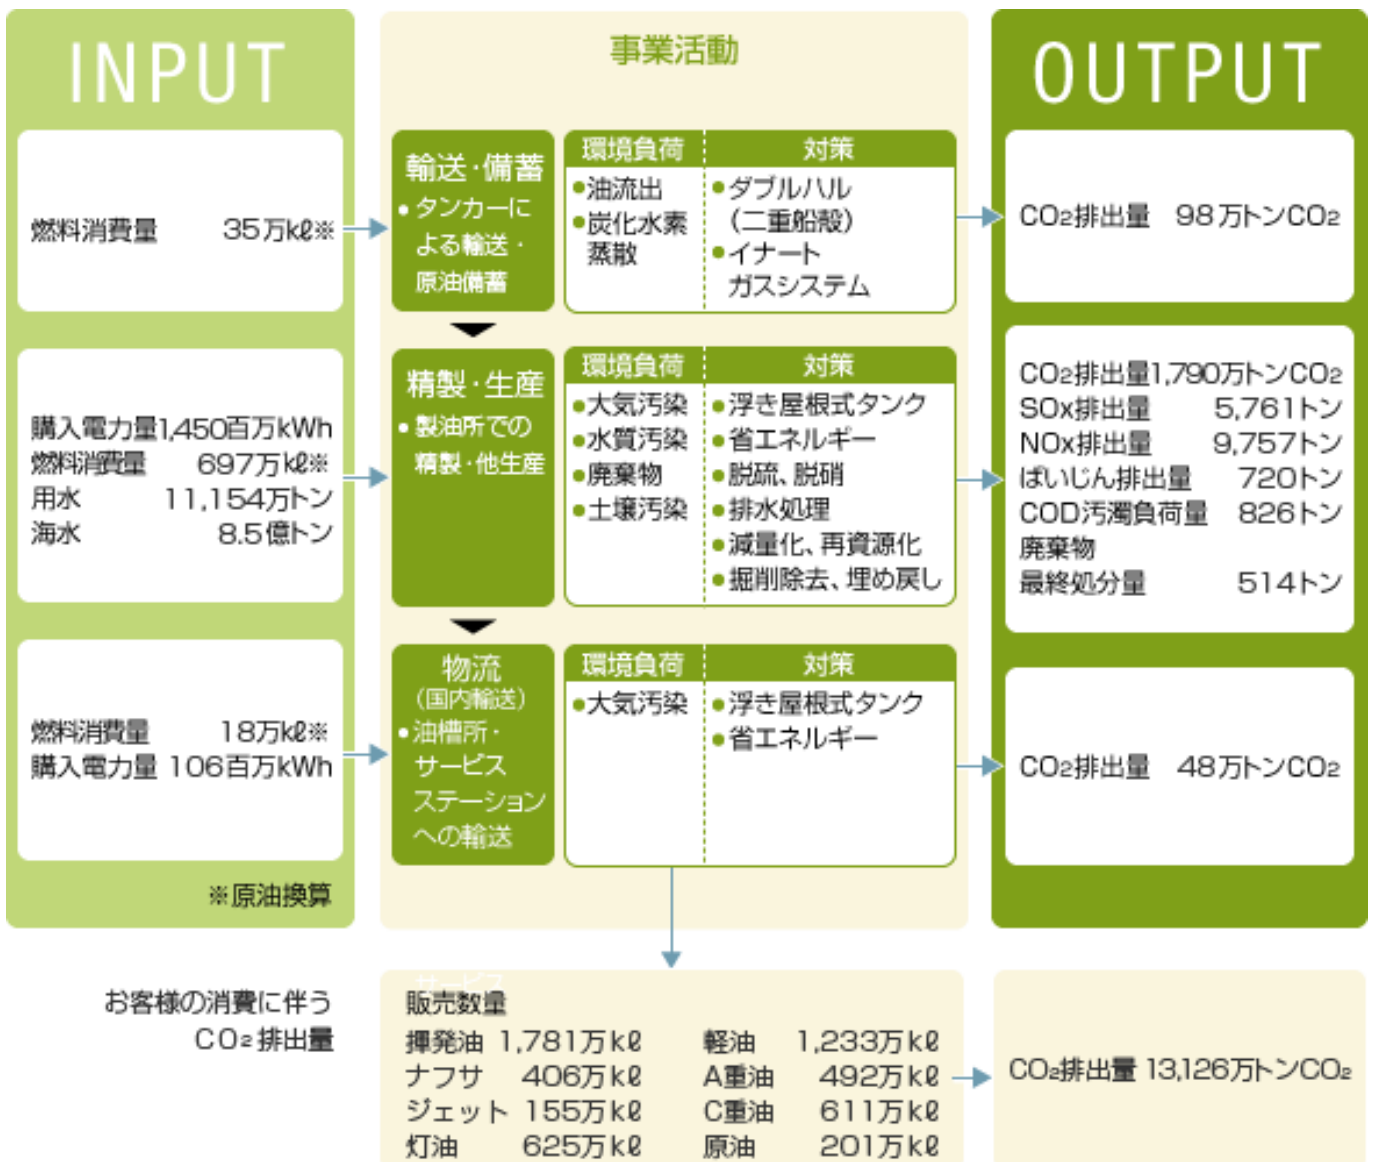 INPUT
燃料消費量 35万kℓ※
購入電力量1,450百万kWh
燃料消費量 697万kℓ※
用水 11,154万トン
海水 8.5億トン
燃料消費量 18万kℓ※
購入電力量 106百万kWh
※原油換算
事業活動
輸送・備蓄
●タンカーに
よる輸送・
原油備蓄
環境負荷
●油流出
●炭化水素
蒸散
対策
●ダブルハル
(二重船殻)
●イナート
ガスシステム
精製・生産
●製油所での
精製・他生産
環境負荷
●大気汚染
●水質汚染
●廃棄物
●土壌汚染
対策
●浮き屋根式タンク
●省エネルギー
●脱硫、脱硝
●排水処理
●減量化、再資源化
●掘削除去、埋め戻し
物流
(国内輸送)
●油槽所・
サービス
ステーション
への輸送
環境負荷
●大気汚染
対策
●浮き屋根式タンク
●省エネルギー
OUTPUT
CO2排出量 98万トンCO2
CO2排出量1,790万トンCO2
SOx排出量 5,761トン
NOx排出量 9,757トン
ばいじん排出量 720トン
COD汚濁負荷量 826トン
廃棄物
最終処分量 514トン
CO2排出量 48万トンCO2
お客様の消費に伴う
CO2排出量
サービス
販売数量
揮発油 1,781万kℓ 軽油 1,233万kℓ
ナフサ 406万kℓ A重油 492万kℓ
ジェット 155万kℓ C重油 611万kℓ
灯油 625万kℓ 原油 201万kℓ
CO2排出量 13,126万トンCO2